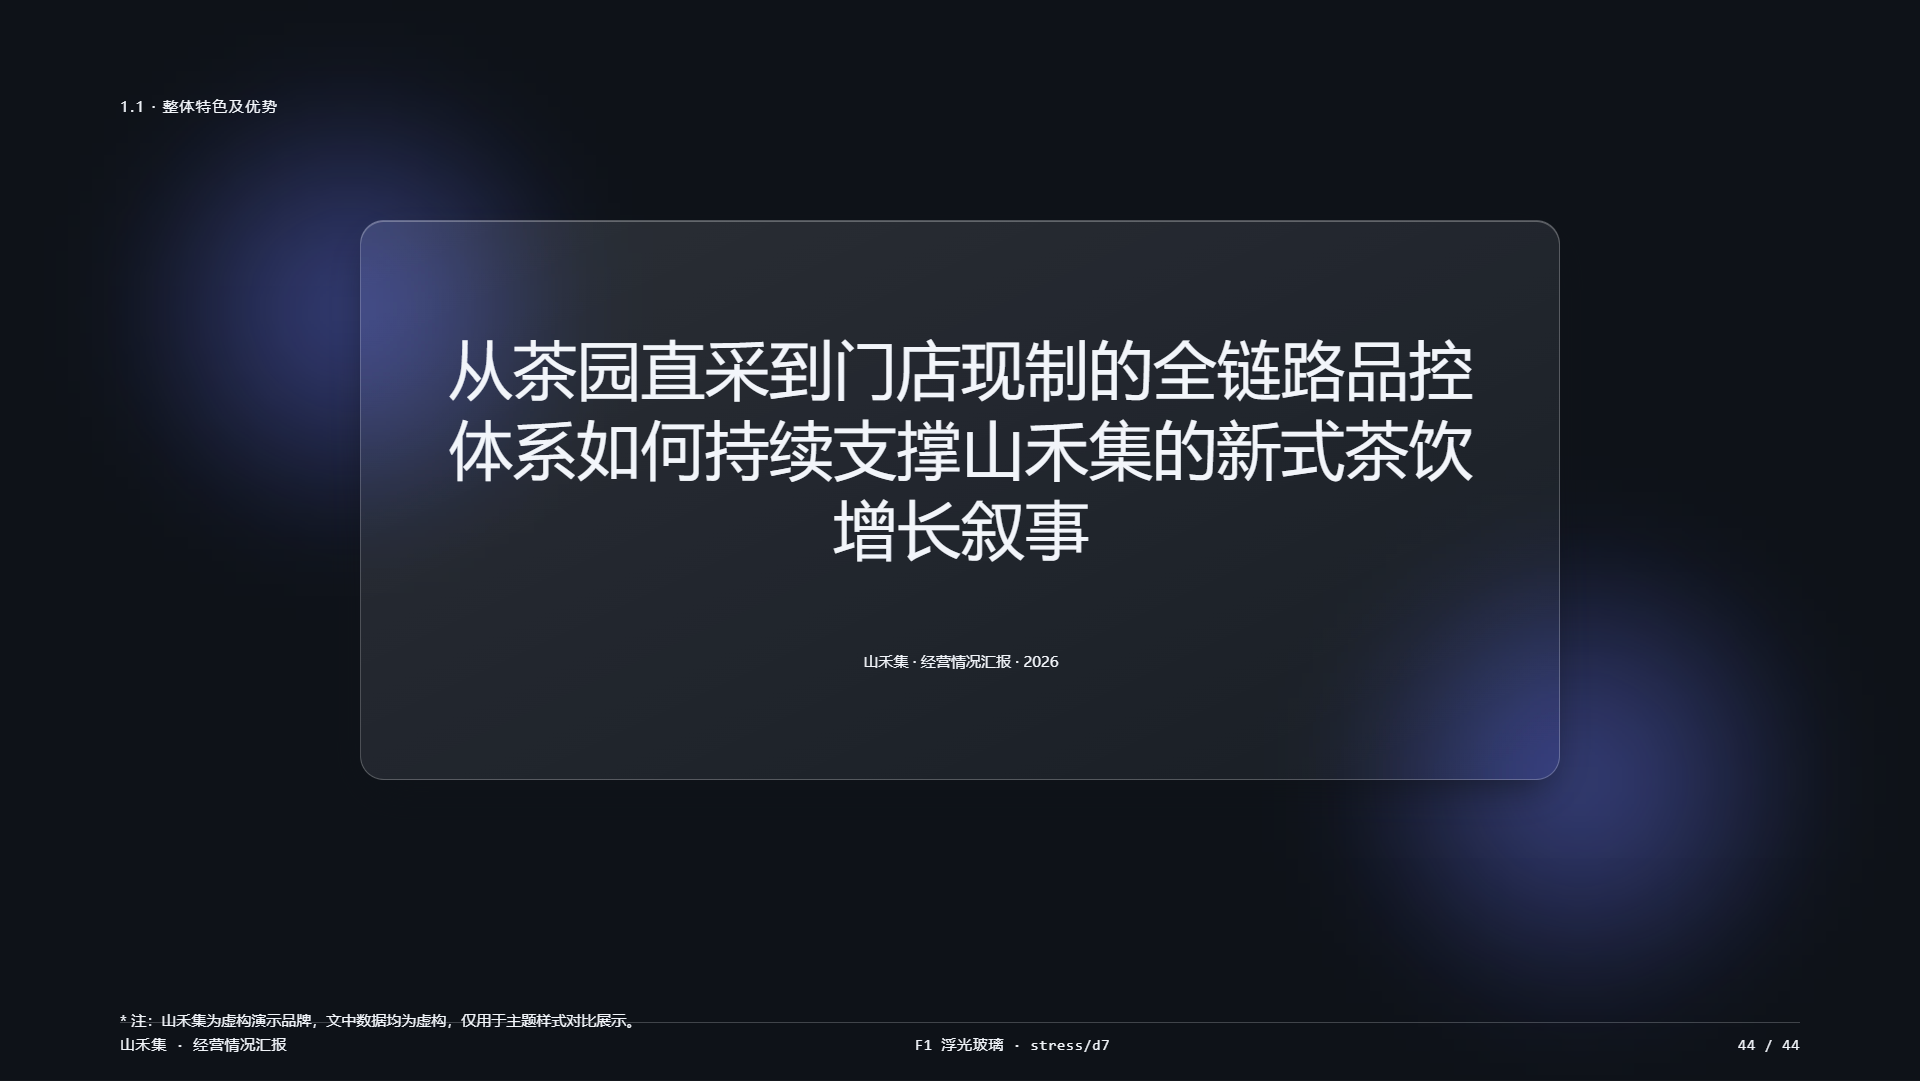 1.1 · 整体特色及优势
从茶园直采到门店现制的全链路品控
体系如何持续支撑山禾集的新式茶饮
增长叙事
山禾集 · 经营情况汇报 · 2026
* 注：山禾集为虚构演示品牌，文中数据均为虚构，仅用于主题样式对比展示。
山禾集 · 经营情况汇报
F1 浮光玻璃 · stress/d7
44 / 44